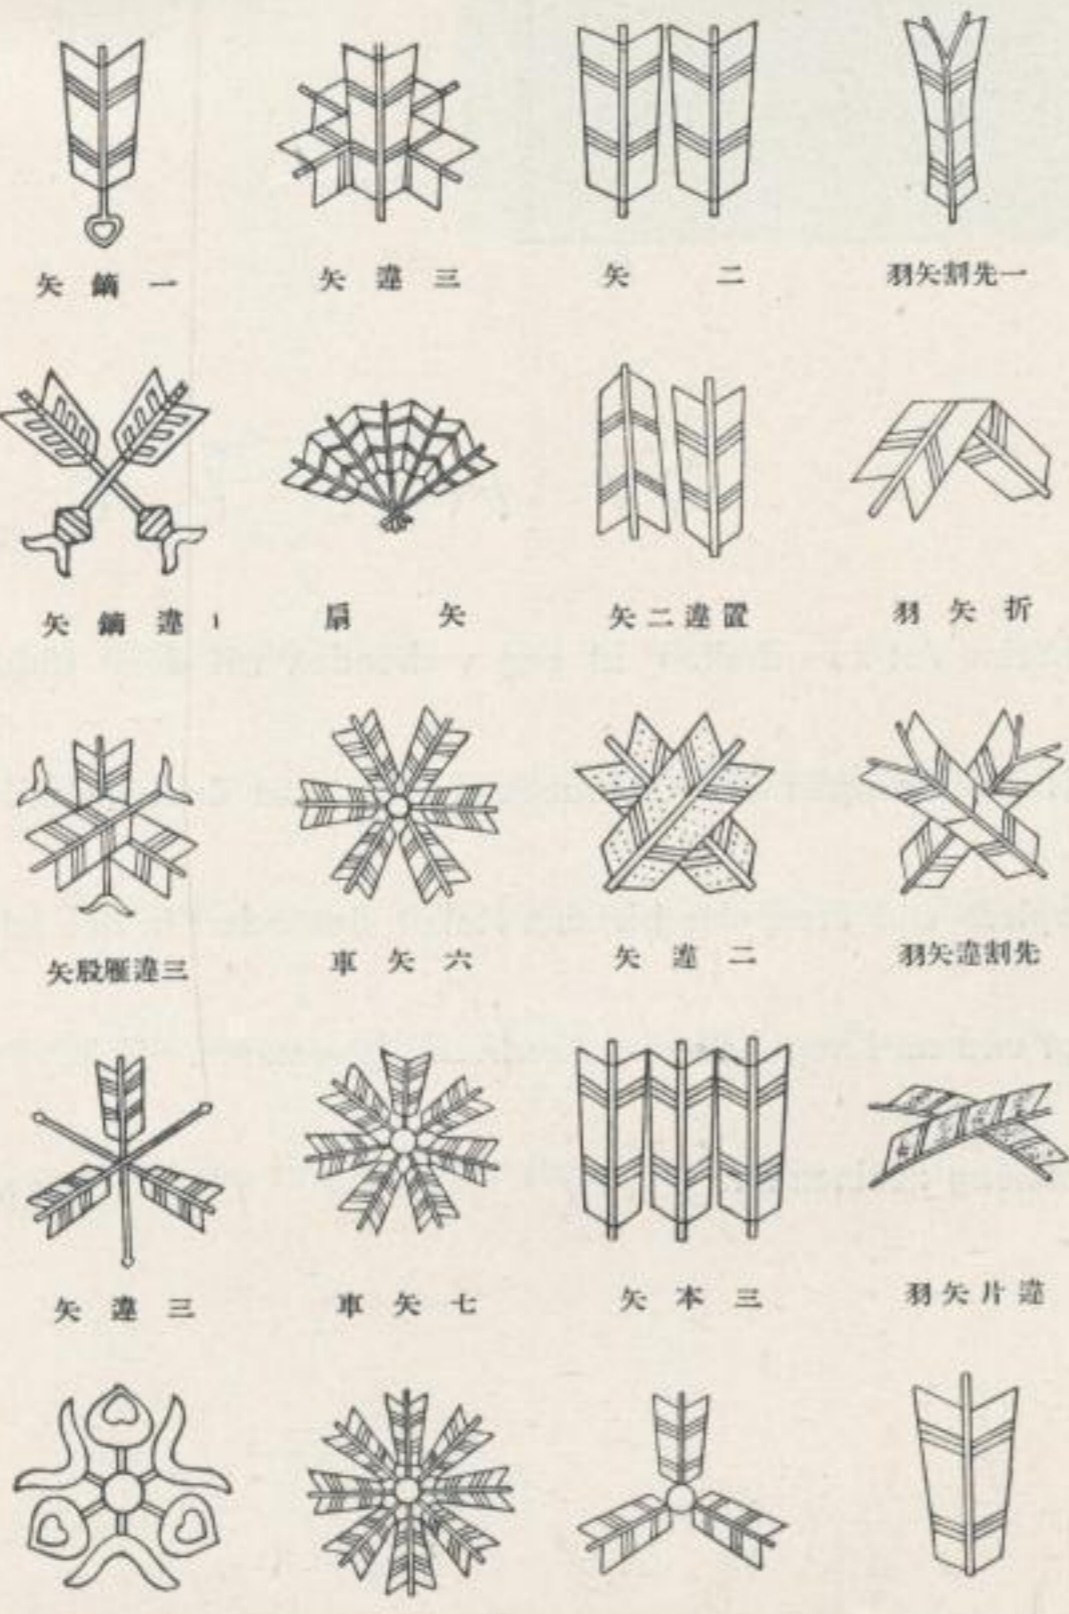 一先割矢羽
二矢
三違矢
一鏑矢
折矢羽
置違二矢
矢扇
違鏑矢
先割違矢羽
二違矢
六矢車
三違雁股矢
違片矢羽
三本矢
七矢車
三違矢